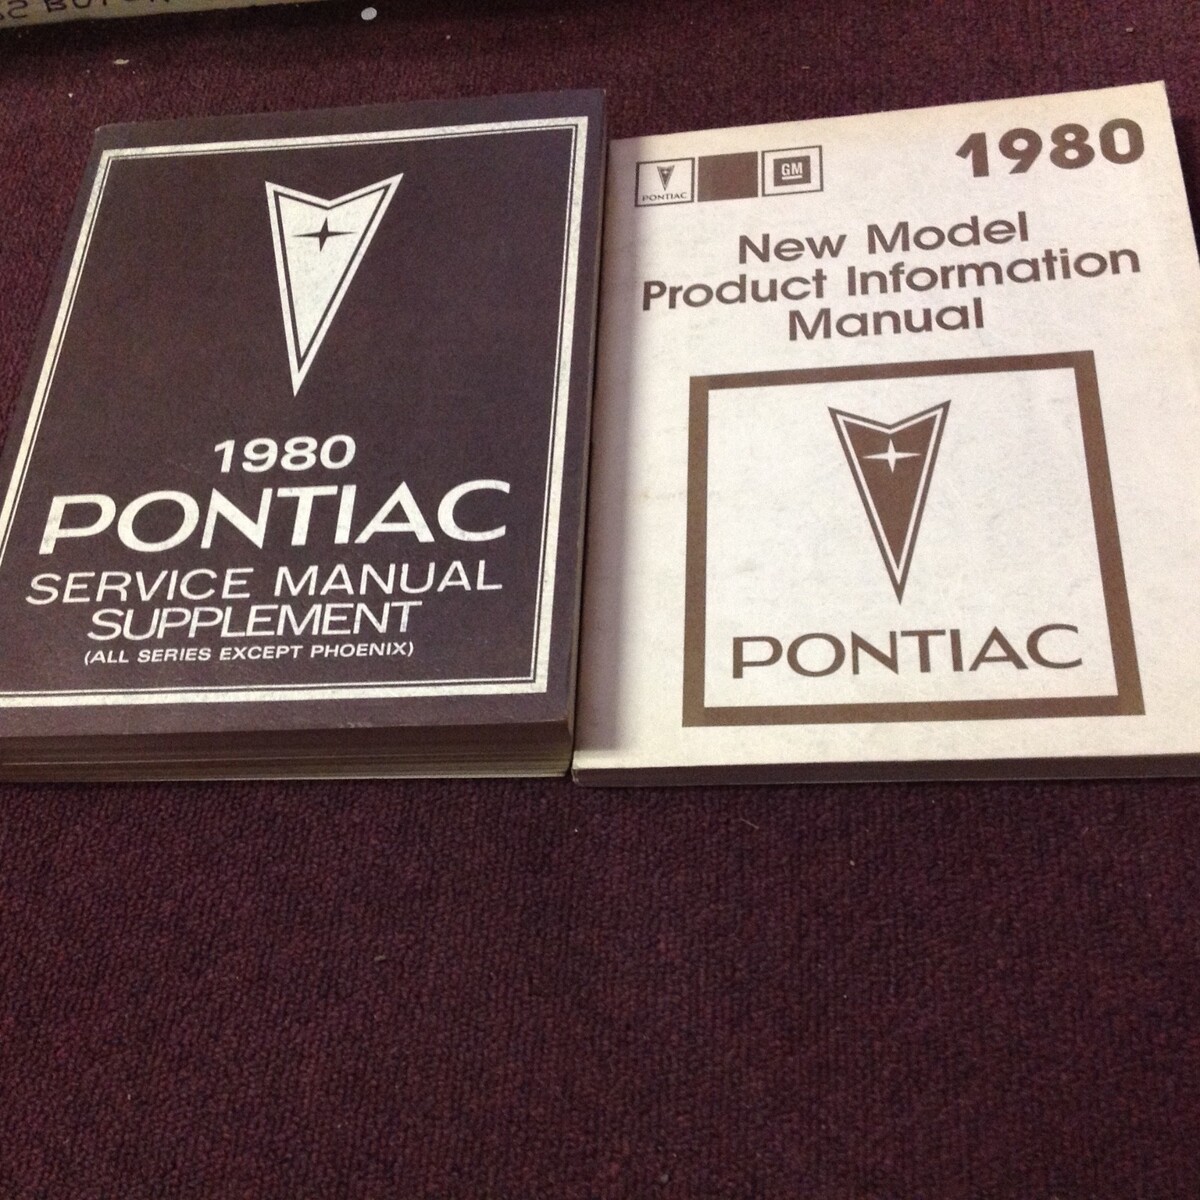 1980
PONTIAC
SERVICE MANUAL
SUPPLEMENT
(ALL SERIES EXCEPT PHOENIX)
PONTIAC
GM
1980
New Model
Product Information
Manual
PONTIAC